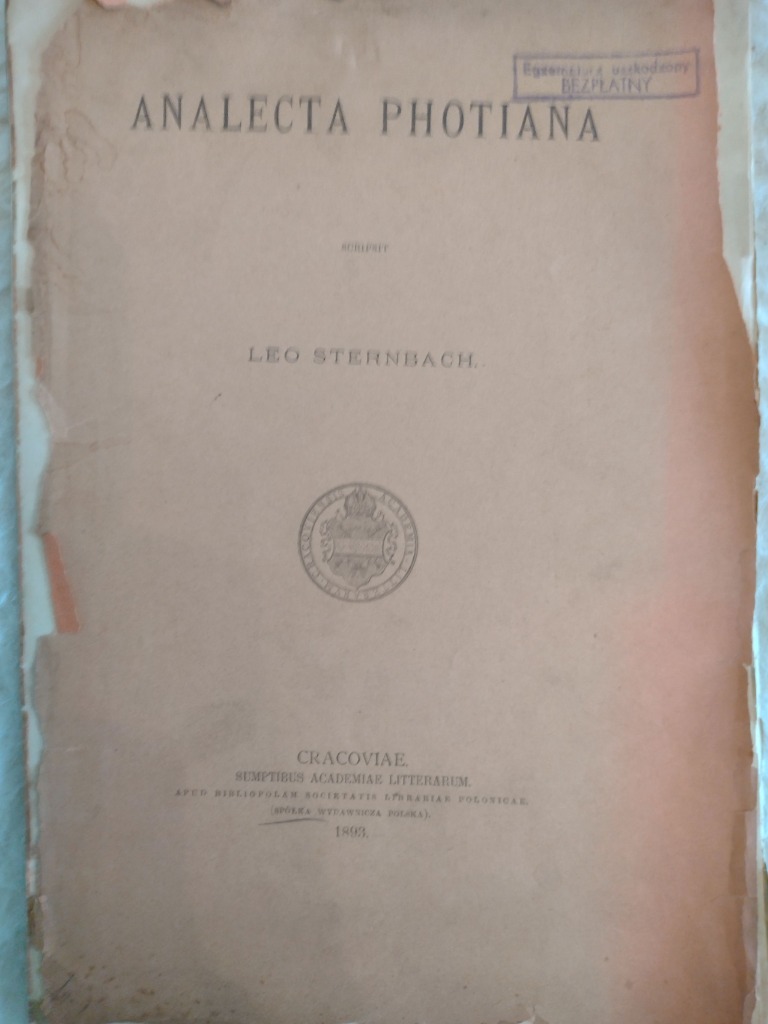 Egzemplarz uszkodzony
BEZPŁATNY
ANALECTA PHOTIANA
SCRIPSIT
LEO STERNBACH.
CRACOVIAE.
SUMPTIBUS ACADEMIAE LITTERARUM.
APUD BIBLIOPOLAM SOCIETATIS LIBRARIAE POLONICAE.
(SPÓŁKA WYDAWNICZA POLSKA).
1893.